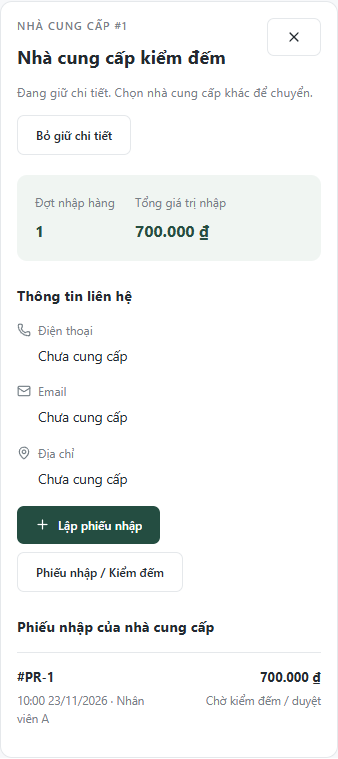 NHÀ CUNG CẤP #1
Nhà cung cấp kiểm đếm
Đang giữ chi tiết. Chọn nhà cung cấp khác để chuyển.
Bỏ giữ chi tiết
Đợt nhập hàng
1
Tổng giá trị nhập
700.000 ₫
Thông tin liên hệ
Điện thoại
Chưa cung cấp
Email
Chưa cung cấp
Địa chỉ
Chưa cung cấp
+ Lập phiếu nhập
Phiếu nhập / Kiểm đếm
Phiếu nhập của nhà cung cấp
#PR-1
700.000 ₫
10:00 23/11/2026 · Nhân
viên A
Chờ kiểm đếm / duyệt